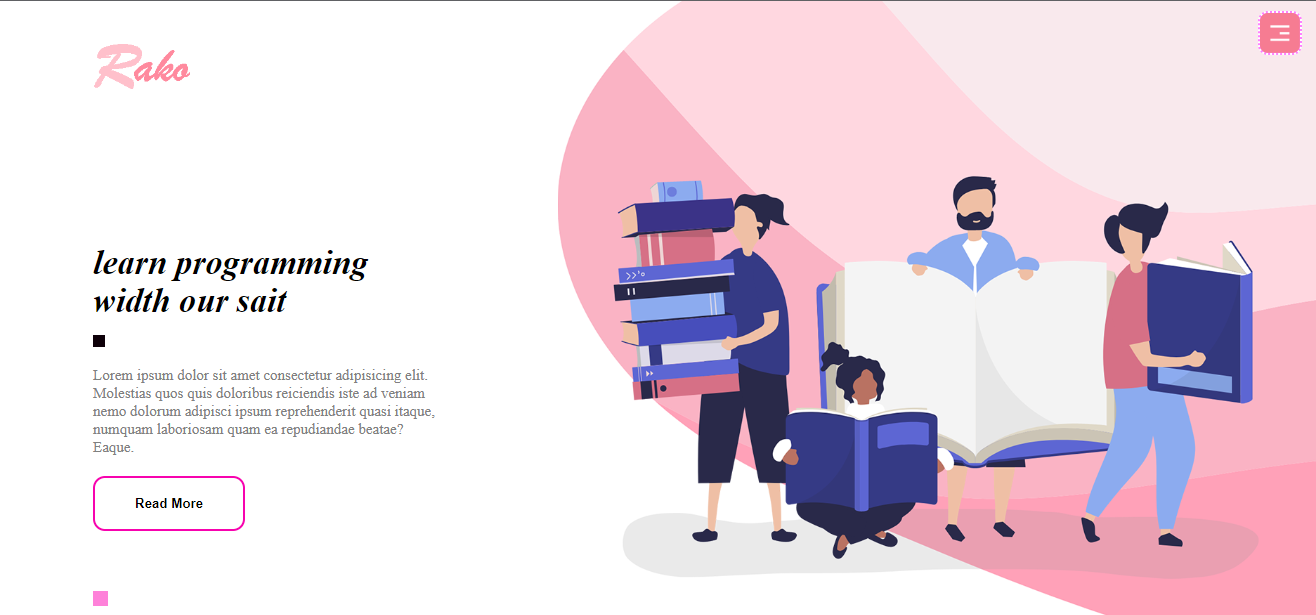 Rako
learn programming
width our sait
Lorem ipsum dolor sit amet consectetur adipisicing elit.
Molestias quos quis doloribus reiciendis iste ad veniam
nemo dolorum adipisci ipsum reprehenderit quasi itaque,
numquam laboriosam quam ea repudiandae beatae?
Eaque.
Read More